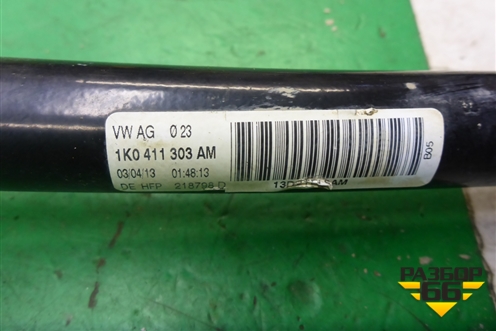 VW AG Ø 23
1K0 411 303 AM
03/04/13 01:48:13
DE HFP 218798 D
B05
РАЗБОР
66